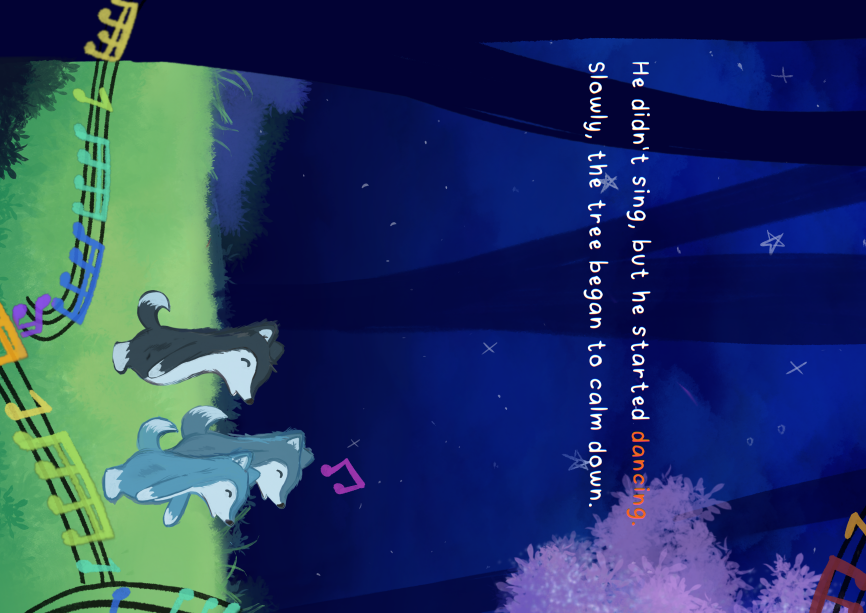 He didn't sing, but he started dancing.
Slowly, the tree began to calm down.